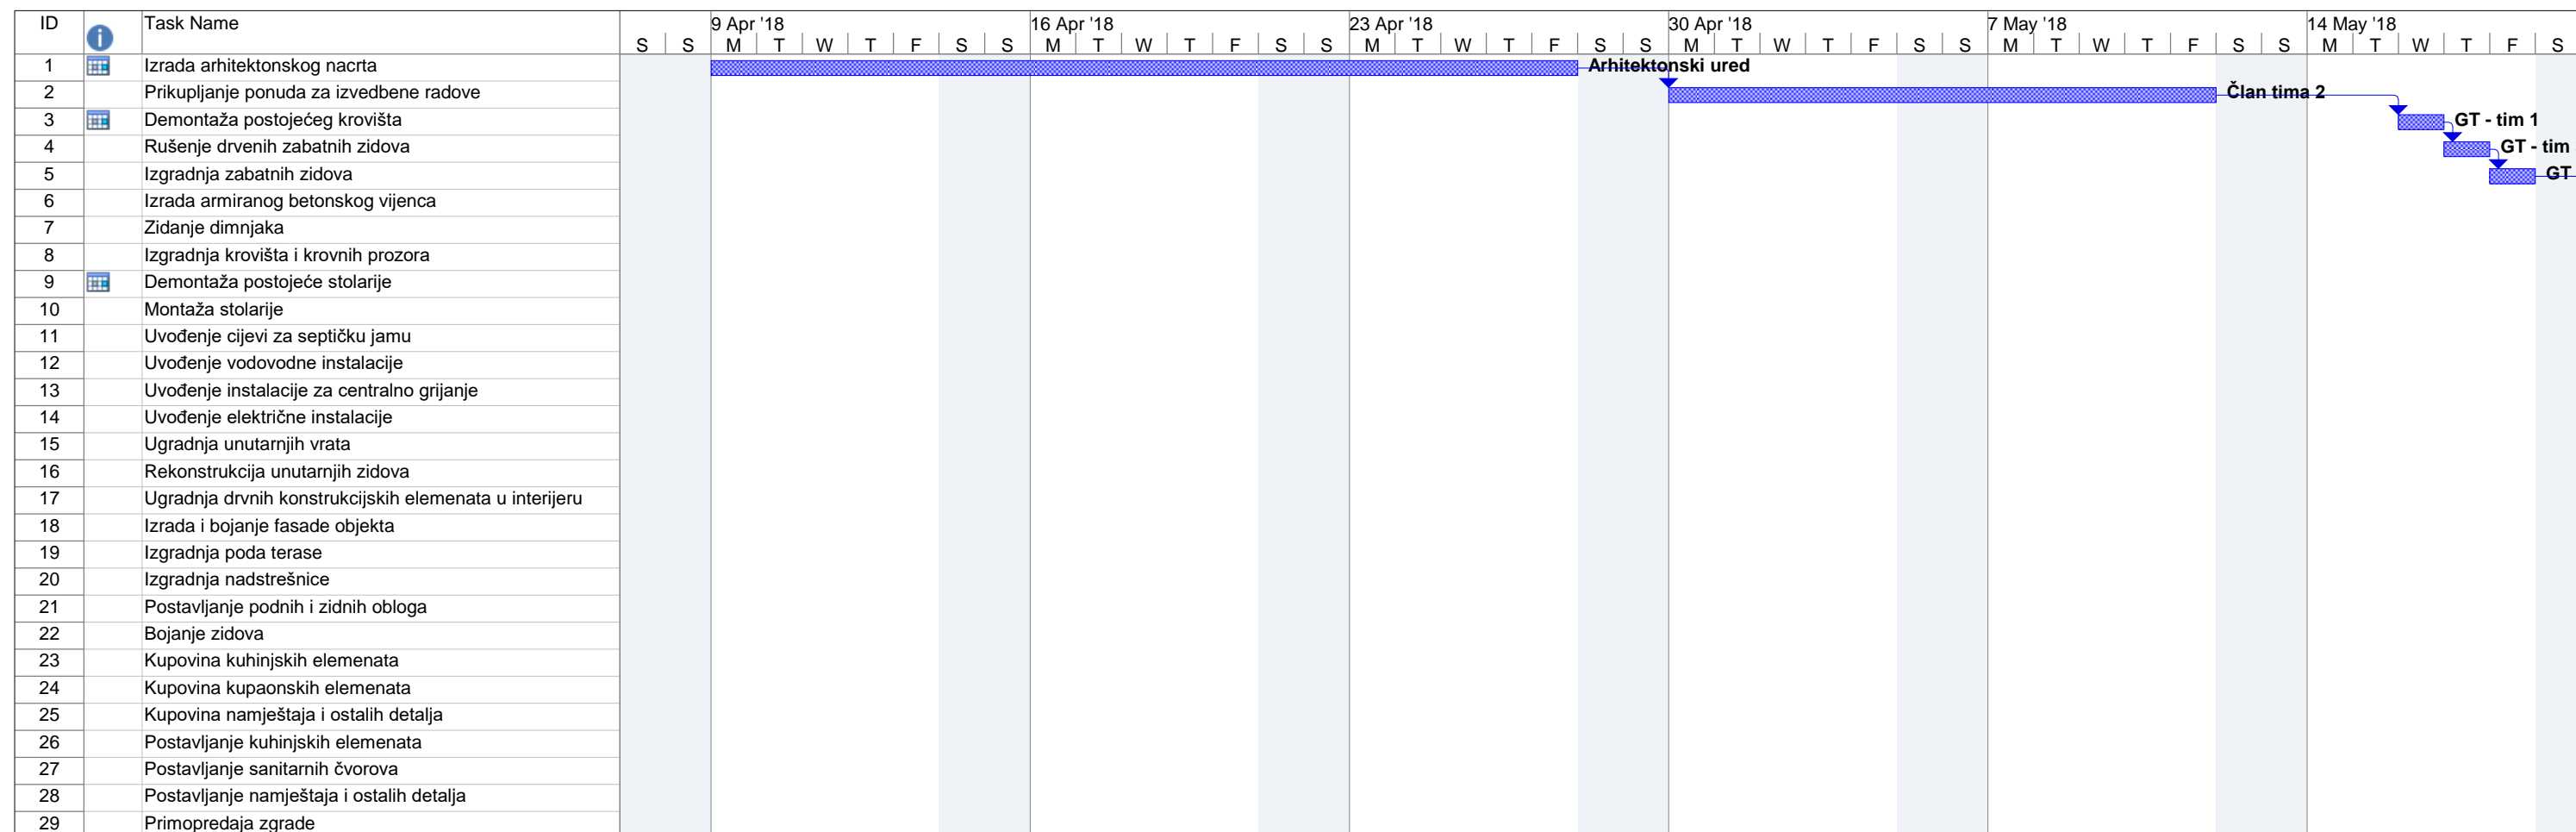 ID Task Name 9 Apr '18 16 Apr '18 23 Apr '18 30 Apr '18 7 May '18 14 May '18
S S M T W T F S S M T W T F S S M T W T F S S M T W T F S S M T W T F S S M T W T F S
1 Izrada arhitektonskog nacrta Arhitektonski ured
2 Prikupljanje ponuda za izvedbene radove Član tima 2
3 Demontaža postojećeg krovišta GT - tim 1
4 Rušenje drvenih zabatnih zidova GT - tim
5 Izgradnja zabatnih zidova GT
6 Izrada armiranog betonskog vijenca
7 Zidanje dimnjaka
8 Izgradnja krovišta i krovnih prozora
9 Demontaža postojeće stolarije
10 Montaža stolarije
11 Uvođenje cijevi za septičku jamu
12 Uvođenje vodovodne instalacije
13 Uvođenje instalacije za centralno grijanje
14 Uvođenje električne instalacije
15 Ugradnja unutarnjih vrata
16 Rekonstrukcija unutarnjih zidova
17 Ugradnja drvnih konstrukcijskih elemenata u interijeru
18 Izrada i bojanje fasade objekta
19 Izgradnja poda terase
20 Izgradnja nadstrešnice
21 Postavljanje podnih i zidnih obloga
22 Bojanje zidova
23 Kupovina kuhinjskih elemenata
24 Kupovina kupaonskih elemenata
25 Kupovina namještaja i ostalih detalja
26 Postavljanje kuhinjskih elemenata
27 Postavljanje sanitarnih čvorova
28 Postavljanje namještaja i ostalih detalja
29 Primopredaja zgrade